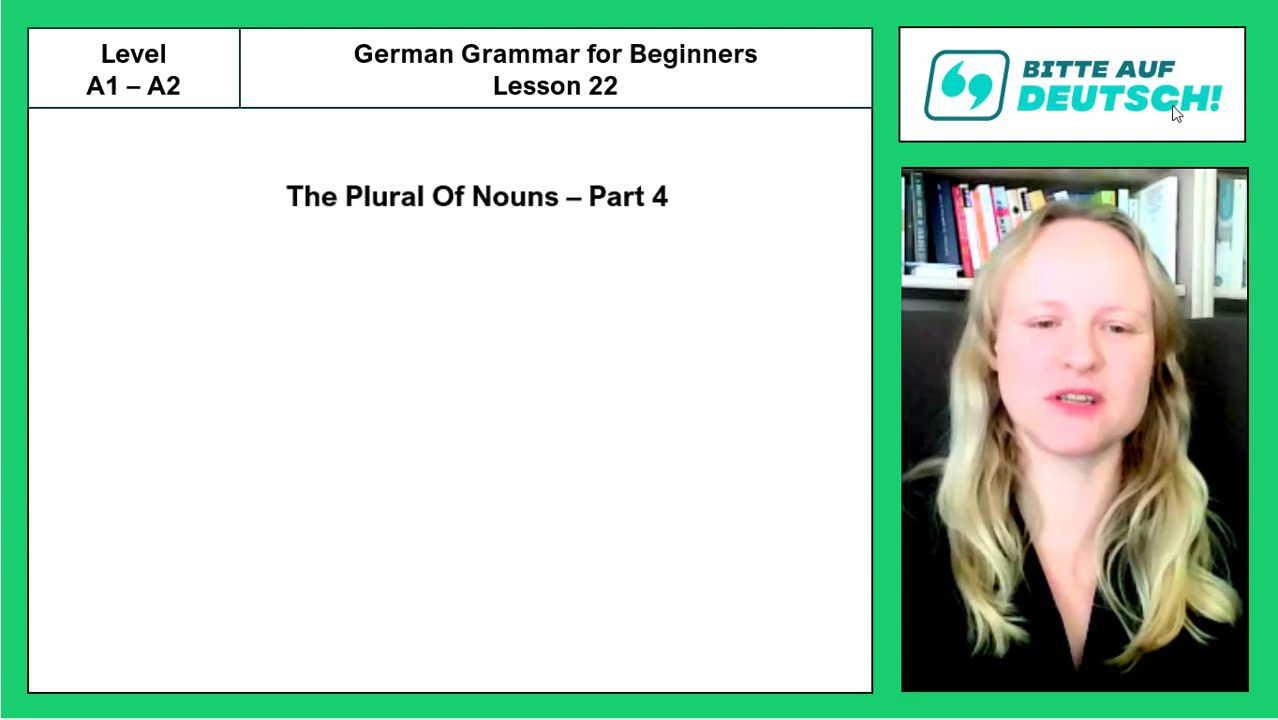 Level
A1 – A2
German Grammar for Beginners
Lesson 22
BITTE AUF
DEUTSCH!
The Plural Of Nouns – Part 4